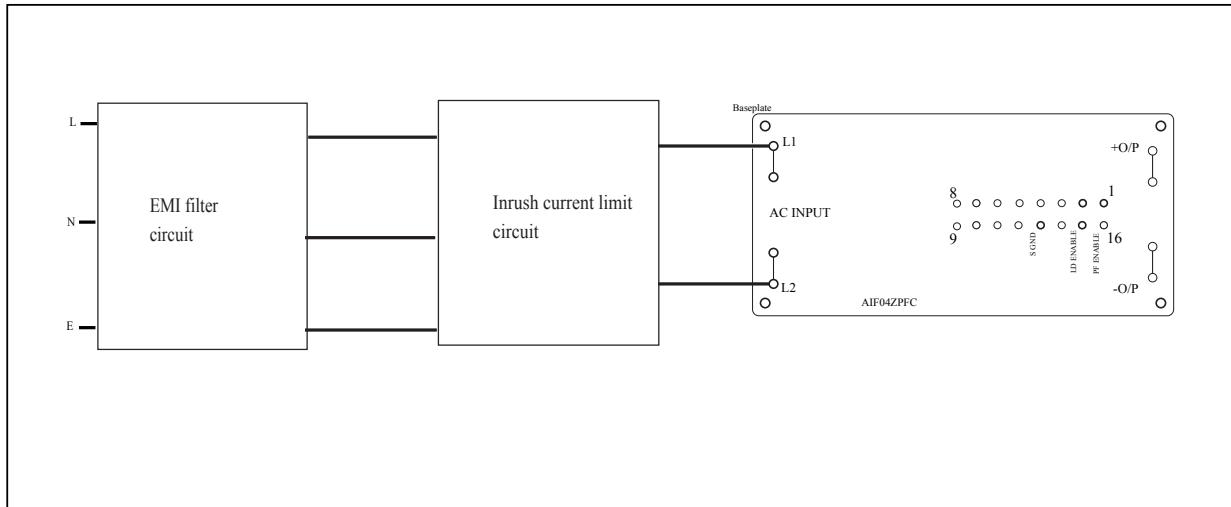 Baseplate
L
L1
+O/P
8
1
EMI filter
circuit
Inrush current limit
circuit
AC INPUT
N
9
16
S GND
LD ENABLE
PF ENABLE
L2
-O/P
AIF04ZPFC
E